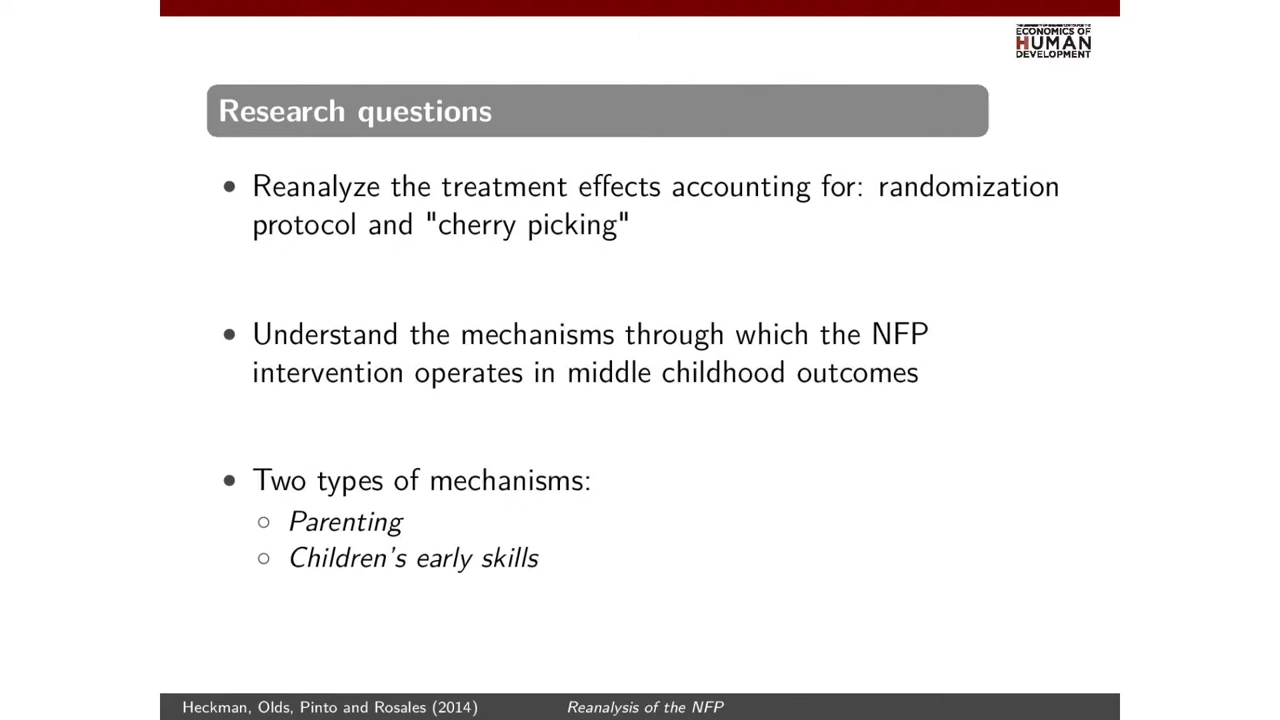 ECONOMICS OF
HUMAN
DEVELOPMENT
Research questions
• Reanalyze the treatment effects accounting for: randomization
protocol and "cherry picking"
• Understand the mechanisms through which the NFP
intervention operates in middle childhood outcomes
• Two types of mechanisms:
○ Parenting
○ Children's early skills
Heckman, Olds, Pinto and Rosales (2014) Reanalysis of the NFP